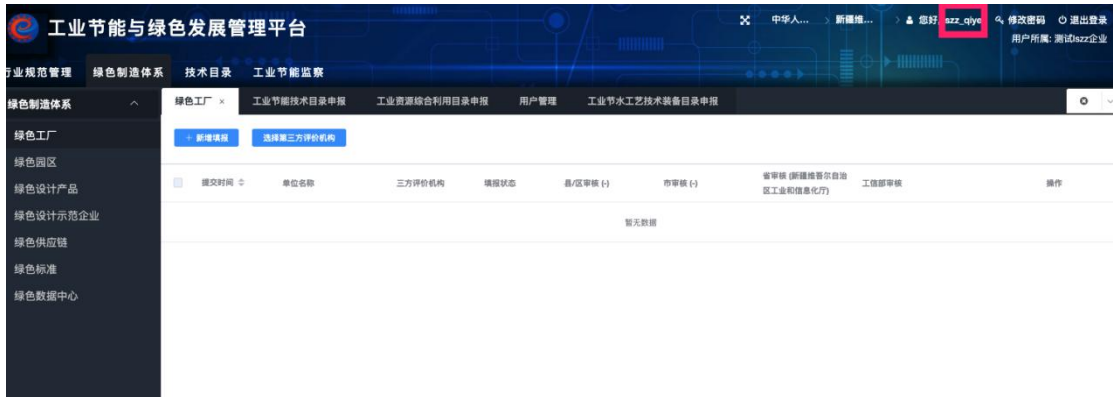 工业节能与绿色发展管理平台
中华人... > 新疆维... > 您好, szz_qiye 修改密码 退出登录
用户所属: 测试lszz企业
行业规范管理 绿色制造体系 技术目录 工业节能监察
绿色制造体系
绿色工厂 × 工业节能技术目录申报 工业资源综合利用目录申报 用户管理 工业节水工艺技术装备目录申报
绿色工厂
绿色园区
绿色设计产品
绿色设计示范企业
绿色供应链
绿色标准
绿色数据中心
+ 新增填报 选择第三方评价机构
提交时间 单位名称 三方评价机构 填报状态 县/区审核 (-) 市审核 (-) 省审核 (新疆维吾尔自治 工信部审核 操作
区工业和信息化厅)
暂无数据